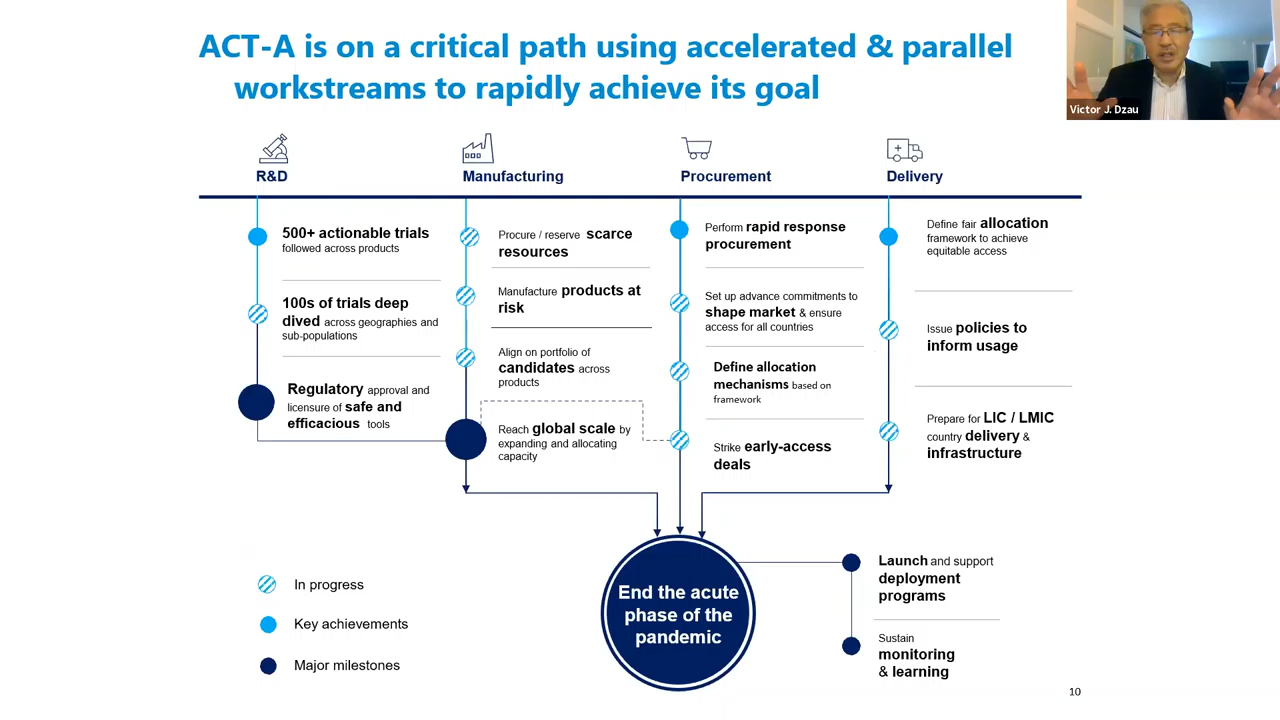 ACT-A is on a critical path using accelerated & parallel
workstreams to rapidly achieve its goal
Victor J. Dzau
R&D
Manufacturing
Procurement
Delivery
500+ actionable trials
followed across products
100s of trials deep
dived across geographies and
sub-populations
Regulatory approval and
licensure of safe and
efficacious tools
Procure / reserve scarce
resources
Manufacture products at
risk
Align on portfolio of
candidates across
products
Reach global scale by
expanding and allocating
capacity
Perform rapid response
procurement
Set up advance commitments to
shape market & ensure
access for all countries
Define allocation
mechanisms based on
framework
Strike early-access
deals
Define fair allocation
framework to achieve
equitable access
Issue policies to
inform usage
Prepare for LIC / LMIC
country delivery &
infrastructure
In progress
Key achievements
Major milestones
End the acute
phase of the
pandemic
Launch and support
deployment
programs
Sustain
monitoring
& learning
10